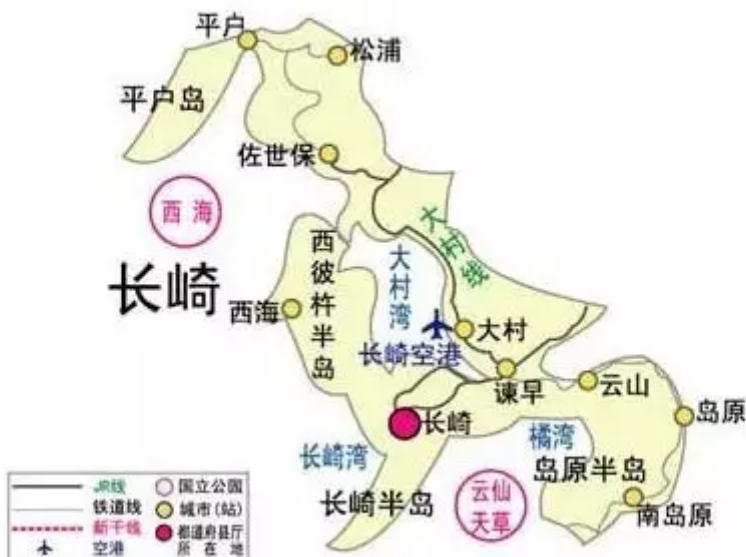 平户
松浦
平户岛
佐世保
西海
长崎
西彼杵半岛
大村湾
大村线
西海
大村
长崎空港
谏早
云山
岛原
长崎
橘湾
长崎湾
岛原半岛
长崎半岛
云仙
天草
南岛原
JR线
国立公园
铁道线
城市(站)
新干线
都道府县厅
所在地
空港